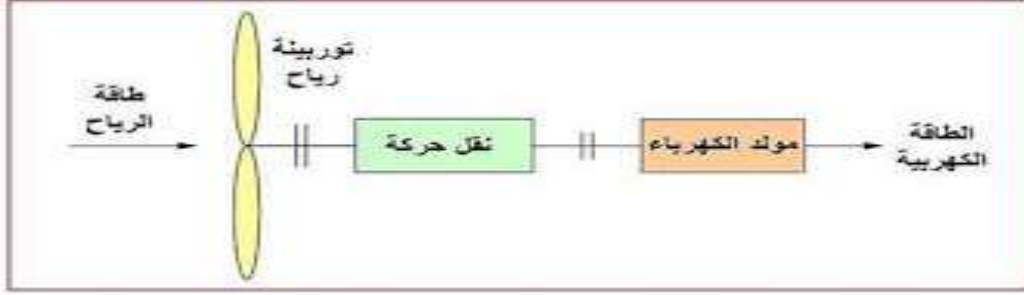 طاقة
الرياح
توربينة
رياح
نقل حركة
مولد الكهرباء
الطاقة
الكهربية